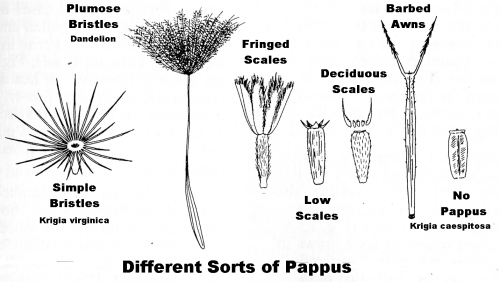 Plumose
Bristles
Dandelion
Barbed
Awns
Fringed
Scales
Deciduous
Scales
Simple
Bristles
Krigia virginica
Low
Scales
No
Pappus
Krigia caespitosa
Different Sorts of Pappus